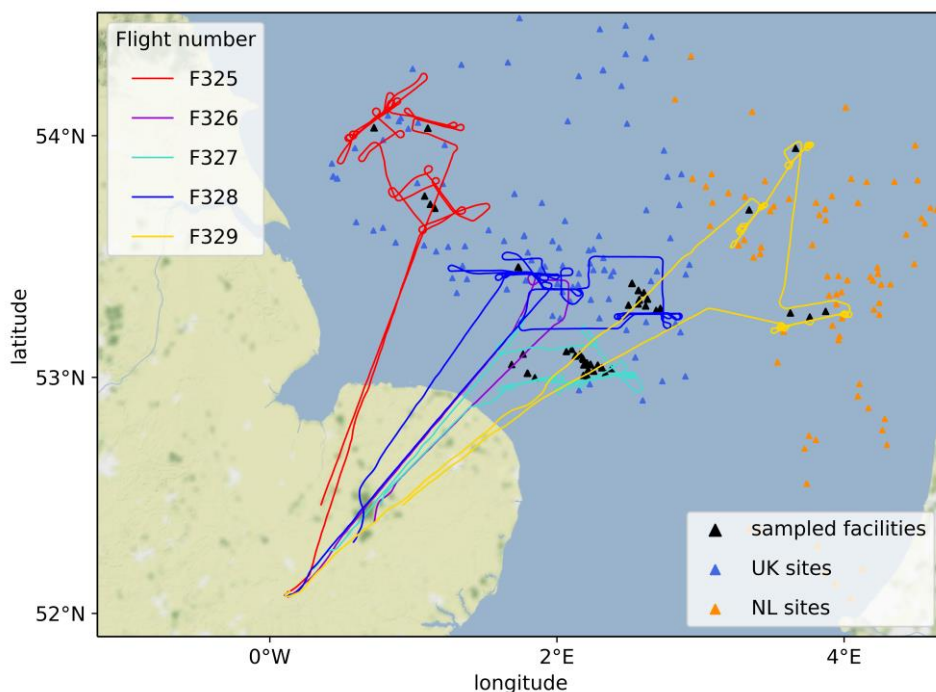 Flight number
F325
F326
F327
F328
F329
54°N
53°N
52°N
latitude
sampled facilities
UK sites
NL sites
0°W
2°E
4°E
longitude